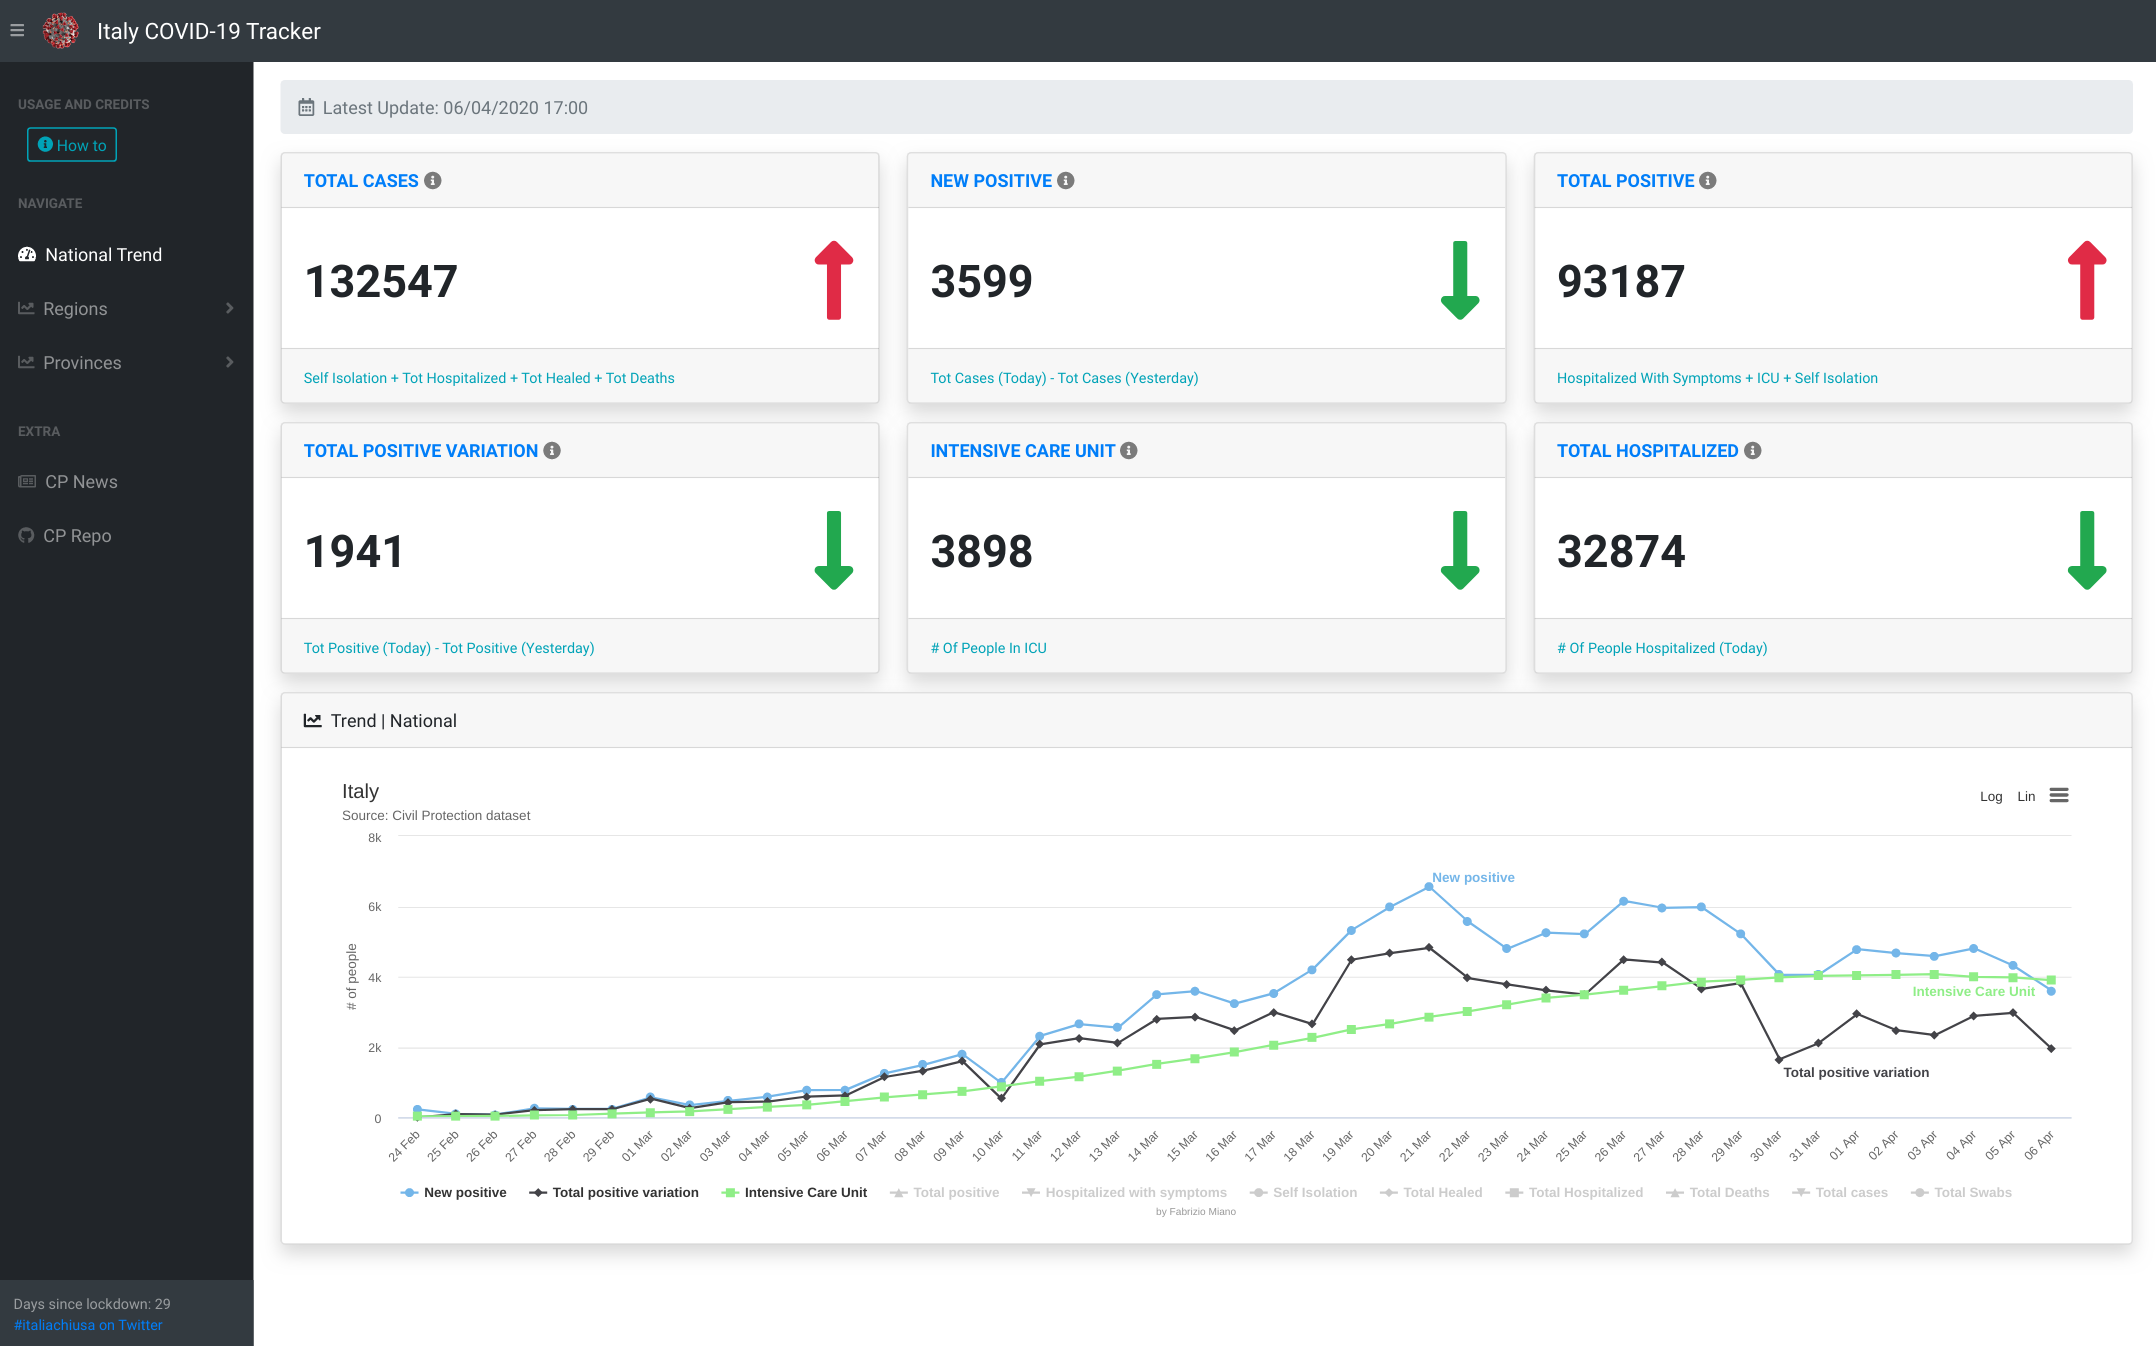 Italy COVID-19 Tracker
USAGE AND CREDITS
How to
NAVIGATE
National Trend
Regions
Provinces
EXTRA
CP News
CP Repo
Days since lockdown: 29
#italiachiusa on Twitter
Latest Update: 06/04/2020 17:00
TOTAL CASES
132547
Self Isolation + Tot Hospitalized + Tot Healed + Tot Deaths
NEW POSITIVE
3599
Tot Cases (Today) - Tot Cases (Yesterday)
TOTAL POSITIVE
93187
Hospitalized With Symptoms + ICU + Self Isolation
TOTAL POSITIVE VARIATION
1941
Tot Positive (Today) - Tot Positive (Yesterday)
INTENSIVE CARE UNIT
3898
# Of People In ICU
TOTAL HOSPITALIZED
32874
# Of People Hospitalized (Today)
Trend | National
Italy
Source: Civil Protection dataset
Log Lin
8k
6k
4k
2k
0
# of people
New positive
Intensive Care Unit
Total positive variation
24 Feb 25 Feb 26 Feb 27 Feb 28 Feb 29 Feb 01 Mar 02 Mar 03 Mar 04 Mar 05 Mar 06 Mar 07 Mar 08 Mar 09 Mar 10 Mar 11 Mar 12 Mar 13 Mar 14 Mar 15 Mar 16 Mar 17 Mar 18 Mar 19 Mar 20 Mar 21 Mar 22 Mar 23 Mar 24 Mar 25 Mar 26 Mar 27 Mar 28 Mar 29 Mar 30 Mar 31 Mar 01 Apr 02 Apr 03 Apr 04 Apr 05 Apr 06 Apr
New positive Total positive variation Intensive Care Unit Total positive Hospitalized with symptoms Self Isolation Total Healed Total Hospitalized Total Deaths Total cases Total Swabs
by Fabrizio Miano